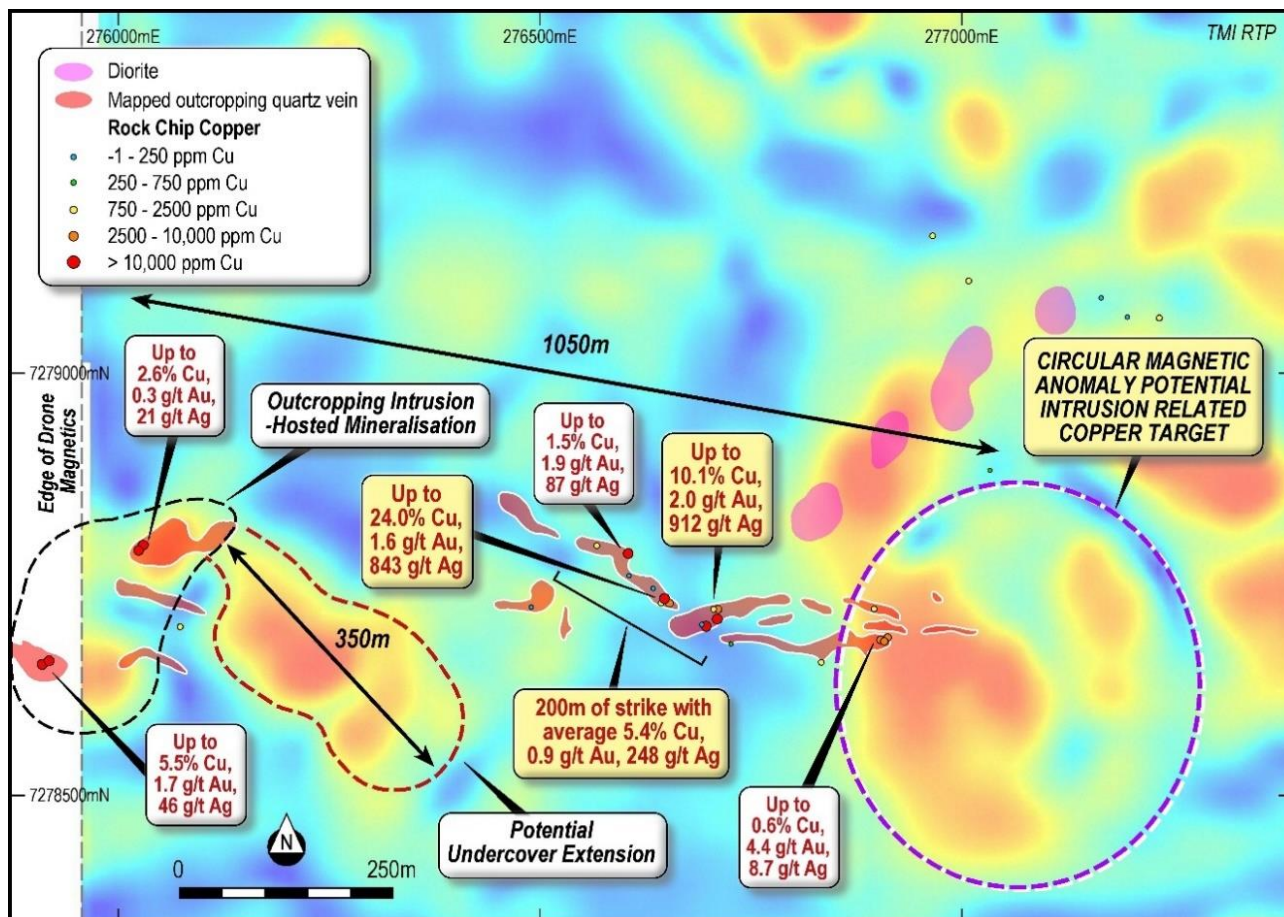 276000mE
276500mE
277000mE
TMI RTP
Diorite
Mapped outcropping quartz vein
Rock Chip Copper
-1 - 250 ppm Cu
250 - 750 ppm Cu
750 - 2500 ppm Cu
2500 - 10,000 ppm Cu
> 10,000 ppm Cu
1050m
7279000mN
Edge of Drone
Magnetics
Up to
2.6% Cu,
0.3 g/t Au,
21 g/t Ag
Outcropping Intrusion
-Hosted Mineralisation
Up to
1.5% Cu,
1.9 g/t Au,
87 g/t Ag
CIRCULAR MAGNETIC
ANOMALY POTENTIAL
INTRUSION RELATED
COPPER TARGET
Up to
24.0% Cu,
1.6 g/t Au,
843 g/t Ag
Up to
10.1% Cu,
2.0 g/t Au,
912 g/t Ag
350m
200m of strike with
average 5.4% Cu,
0.9 g/t Au, 248 g/t Ag
Up to
5.5% Cu,
1.7 g/t Au,
46 g/t Ag
7278500mN
Up to
0.6% Cu,
4.4 g/t Au,
8.7 g/t Ag
Potential
Undercover Extension
N
0
250m